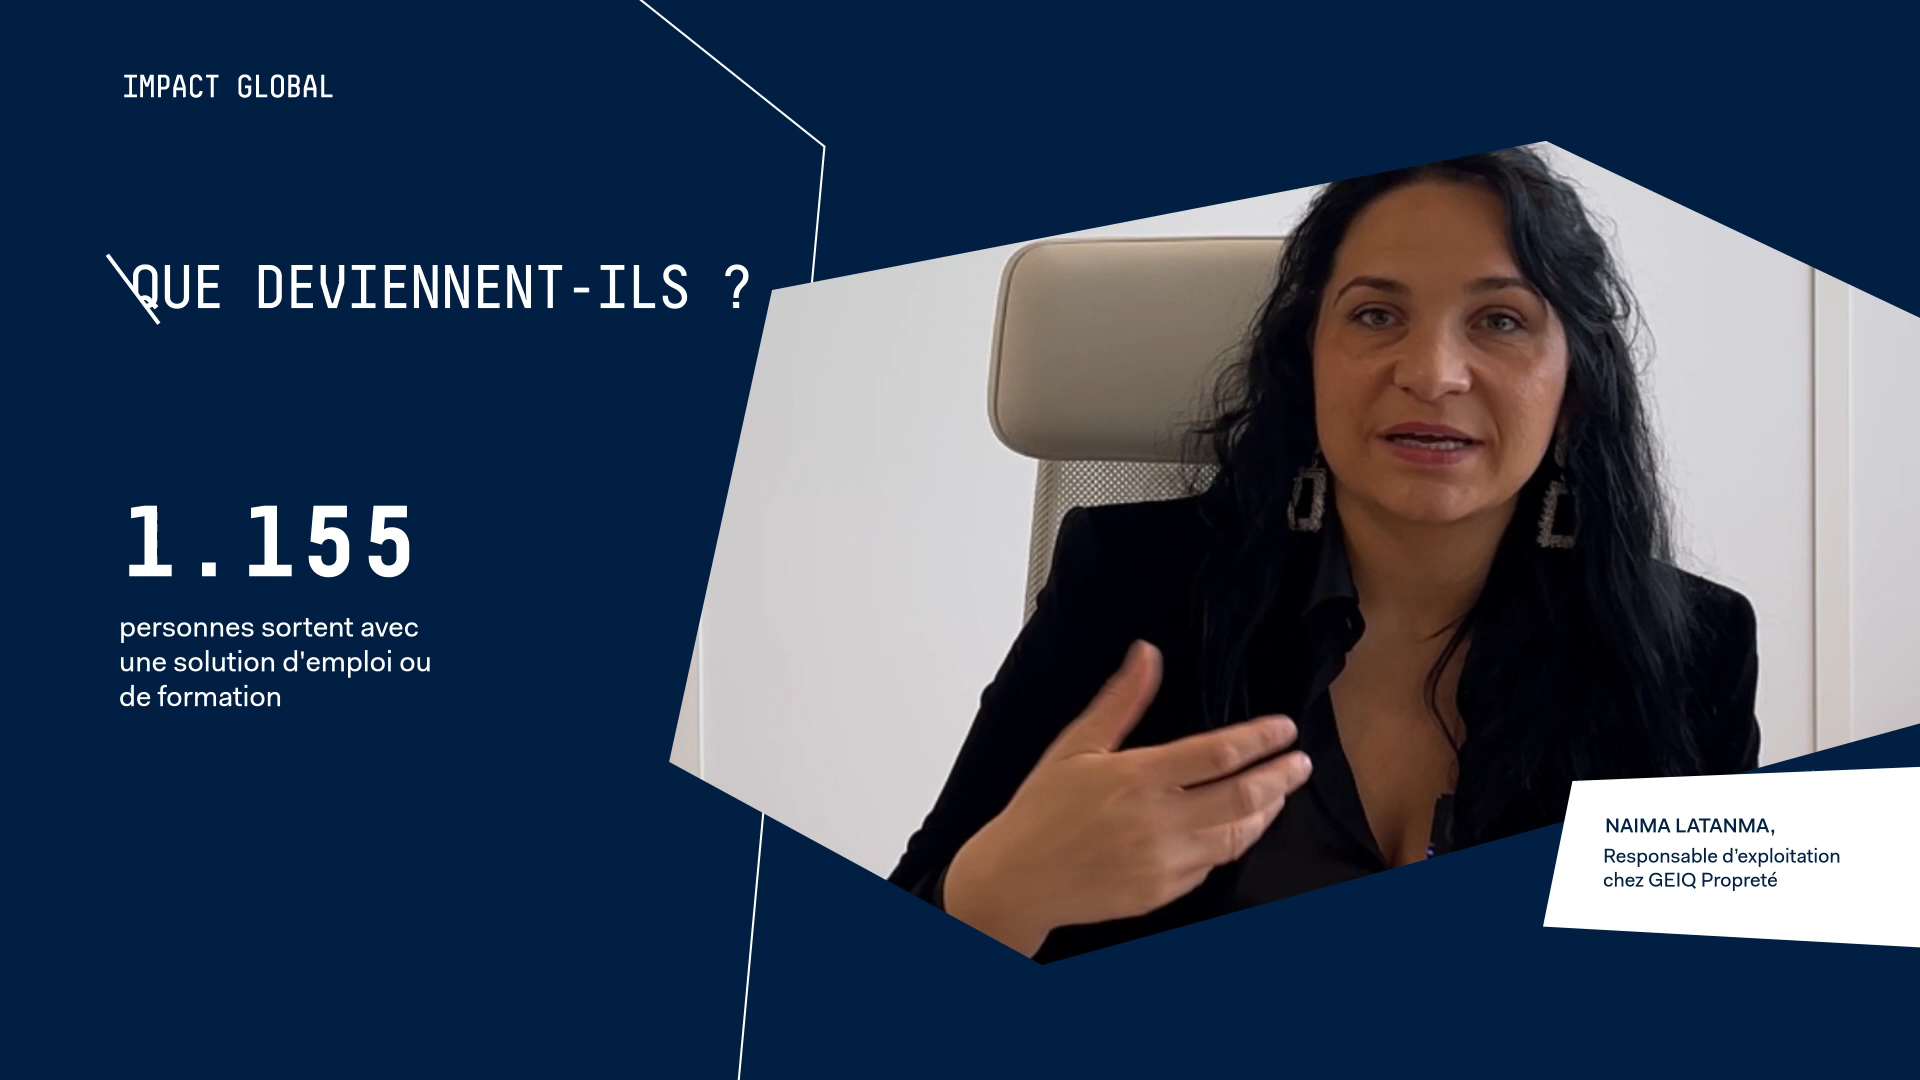 IMPACT GLOBAL
QUE DEVIENNENT-ILS ?
1.155
personnes sortent avec
une solution d'emploi ou
de formation
NAIMA LATANMA,
Responsable d’exploitation
chez GEIQ Propreté